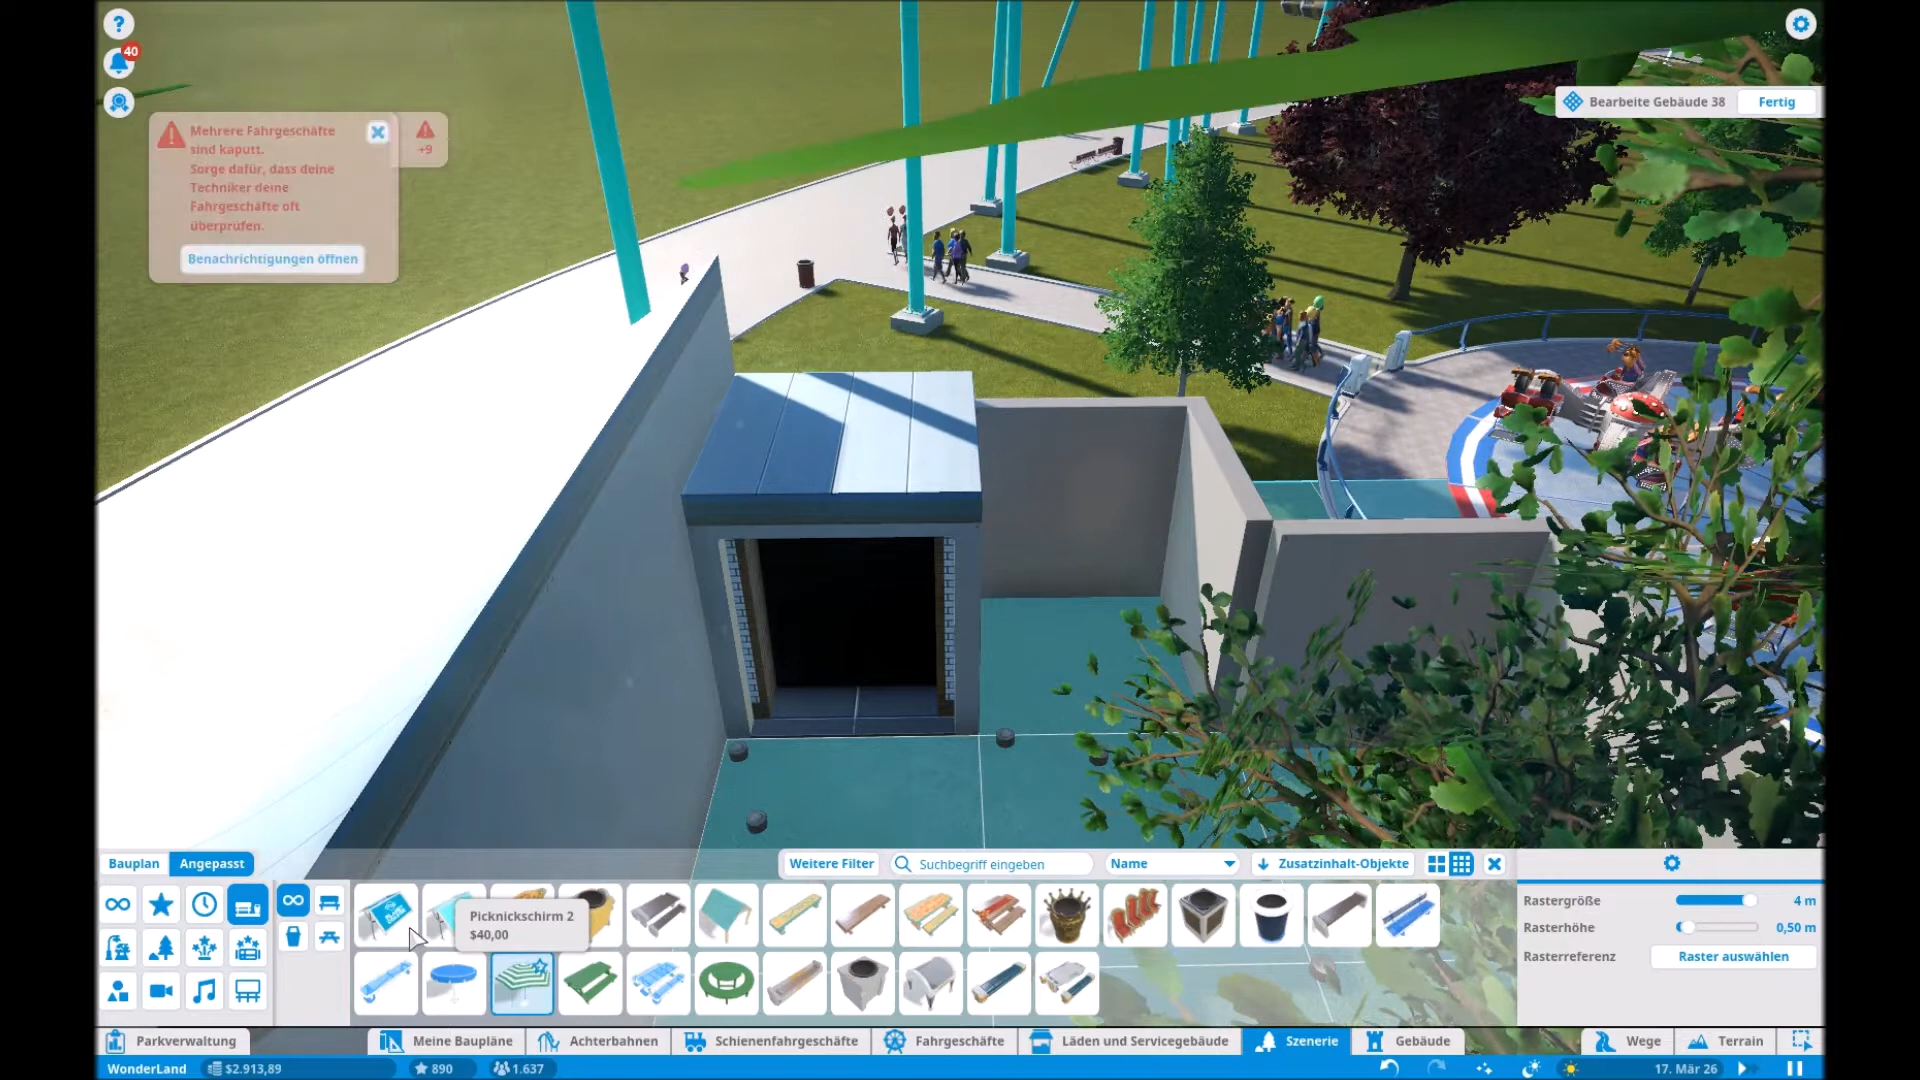 ?
40
Mehrere Fahrgeschäfte
sind kaputt.
Sorge dafür, dass deine
Techniker deine
Fahrgeschäfte oft
überprüfen.
+9
Benachrichtigungen öffnen
Bearbeite Gebäude 38
Fertig
Bauplan
Angepasst
Weitere Filter
Suchbegriff eingeben
Name
Zusatzinhalt-Objekte
Picknickschirm 2
$40,00
Rastergröße
4 m
Rasterhöhe
0,50 m
Rasterreferenz
Raster auswählen
Parkverwaltung
Meine Baupläne
Achterbahnen
Schienenfahrgeschäfte
Fahrgeschäfte
Läden und Servicegebäude
Szenerie
Gebäude
Wege
Terrain
WonderLand
$2.913,89
890
1.637
17. Mär 26